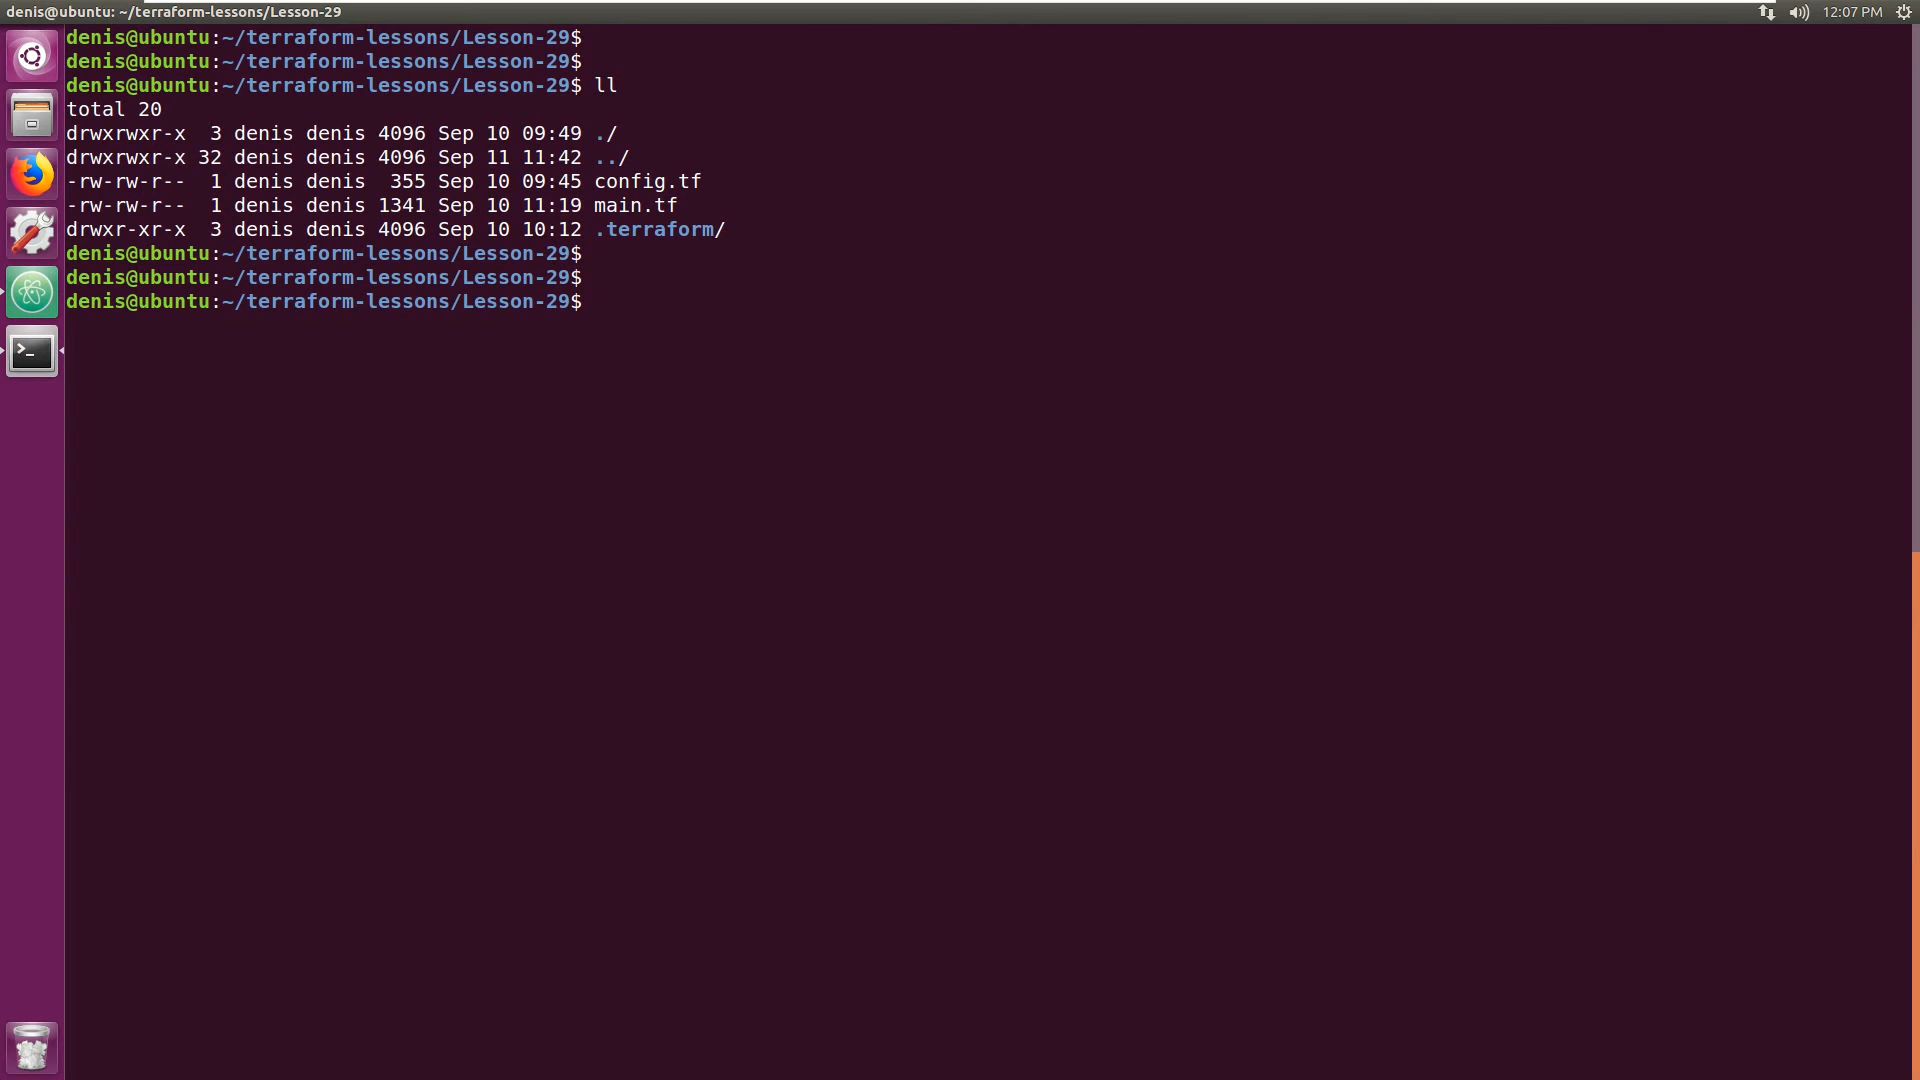 denis@ubuntu: ~/terraform-lessons/Lesson-29
12:07 PM
denis@ubuntu:~/terraform-lessons/Lesson-29$
denis@ubuntu:~/terraform-lessons/Lesson-29$
denis@ubuntu:~/terraform-lessons/Lesson-29$ ll
total 20
drwxrwxr-x  3 denis denis 4096 Sep 10 09:49 ./
drwxrwxr-x 32 denis denis 4096 Sep 11 11:42 ../
-rw-rw-r--  1 denis denis  355 Sep 10 09:45 config.tf
-rw-rw-r--  1 denis denis 1341 Sep 10 11:19 main.tf
drwxr-xr-x  3 denis denis 4096 Sep 10 10:12 .terraform/
denis@ubuntu:~/terraform-lessons/Lesson-29$
denis@ubuntu:~/terraform-lessons/Lesson-29$
denis@ubuntu:~/terraform-lessons/Lesson-29$